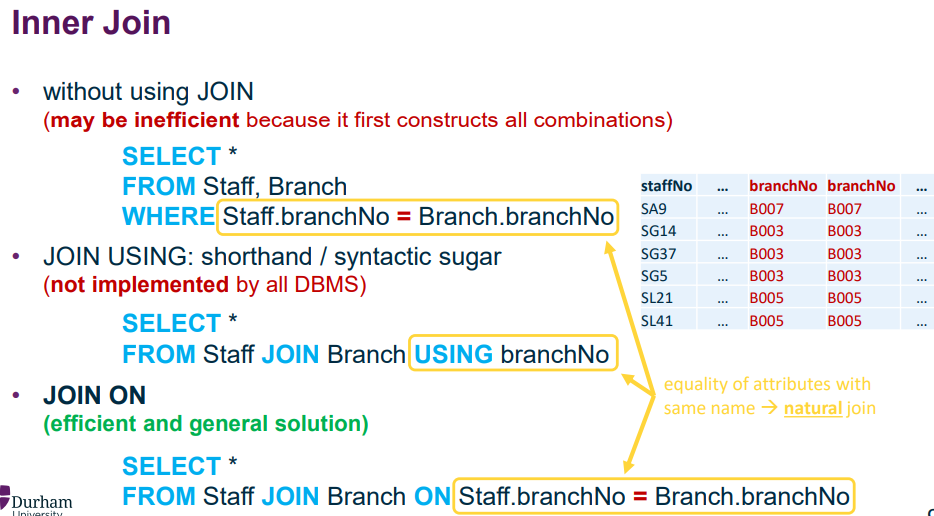 Inner Join
• without using JOIN
(may be inefficient because it first constructs all combinations)
SELECT *
FROM Staff, Branch
WHERE Staff.branchNo = Branch.branchNo
• JOIN USING: shorthand / syntactic sugar
(not implemented by all DBMS)
SELECT *
FROM Staff JOIN Branch USING branchNo
• JOIN ON
(efficient and general solution)
SELECT *
FROM Staff JOIN Branch ON Staff.branchNo = Branch.branchNo
staffNo ... branchNo branchNo ...
SA9 ... B007 B007 ...
SG14 ... B003 B003 ...
SG37 ... B003 B003 ...
SG5 ... B003 B003 ...
SL21 ... B005 B005 ...
SL41 ... B005 B005 ...
equality of attributes with
same name → natural join
Durham
University